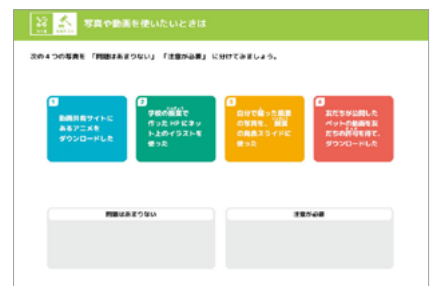 写真や動画を使いたいときは
次の4つの写真を「問題はあまりない」「注意が必要」に分けてみましょう。
1
動画共有サイトに
あるアニメを
ダウンロードした
2
学校の授業で
作ったHPにネッ
ト上のイラストを
使った
3
自分で撮った風景
の写真を、授業
の発表スライドに
使った
4
友だちが公開した
ペットの動画を友
だちの許可を得て、
ダウンロードした
問題はあまりない
注意が必要